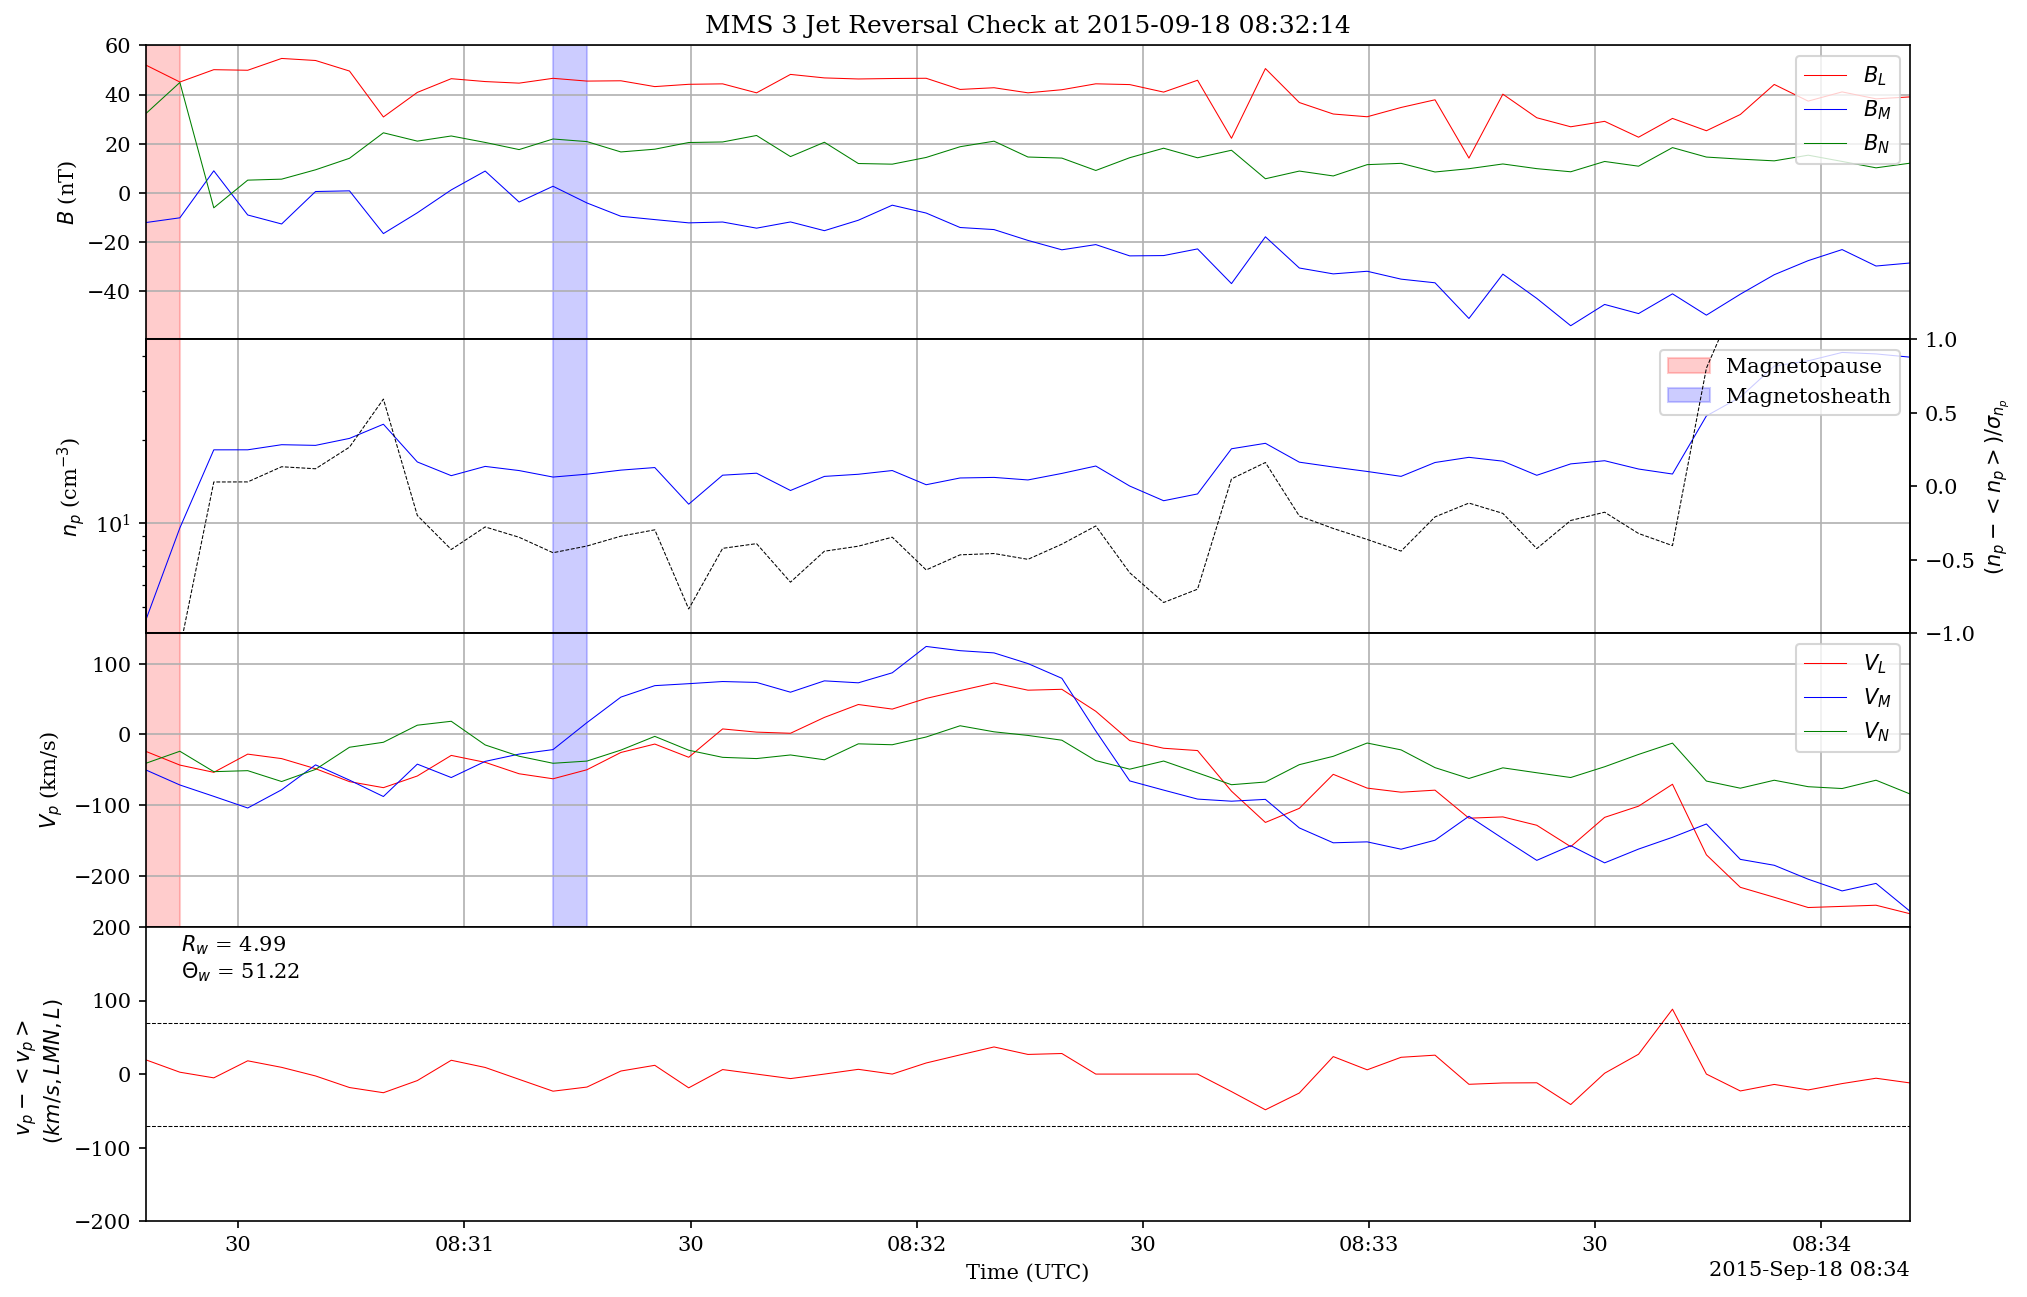 MMS 3 Jet Reversal Check at 2015-09-18 08:32:14
60
40
20
0
−20
−40
B (nT)
B_L
B_M
B_N
10^1
n_p (cm^−3)
Magnetopause
Magnetosheath
1.0
0.5
0.0
−0.5
−1.0
(n_p − < n_p >)/σ_{n_p}
100
0
−100
−200
V_p (km/s)
V_L
V_M
V_N
200
100
0
−100
−200
v_p − < v_p >
(km/s, LMN, L)
R_w = 4.99
Θ_w = 51.22
30
08:31
30
08:32
30
08:33
30
08:34
Time (UTC)
2015-Sep-18 08:34